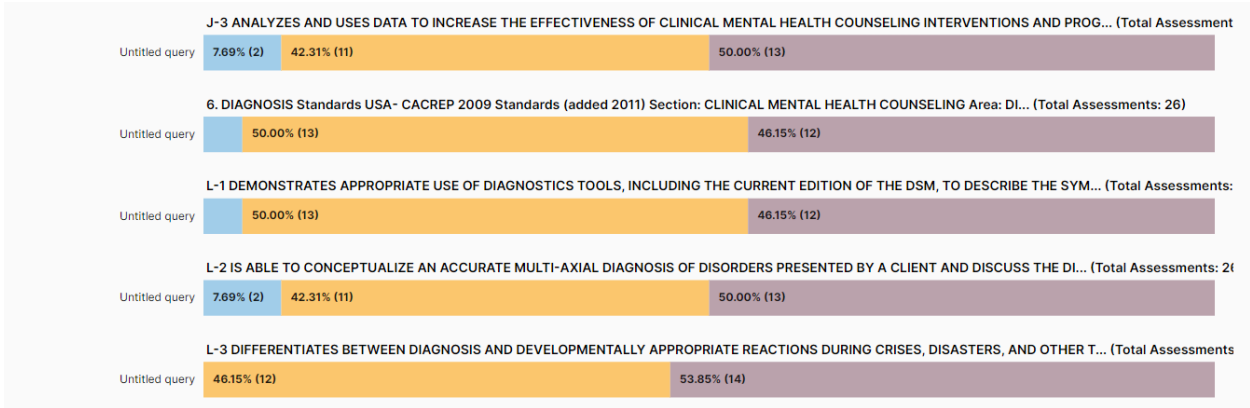 J-3 ANALYZES AND USES DATA TO INCREASE THE EFFECTIVENESS OF CLINICAL MENTAL HEALTH COUNSELING INTERVENTIONS AND PROG... (Total Assessment
Untitled query 7.69% (2) 42.31% (11) 50.00% (13)
6. DIAGNOSIS Standards USA- CACREP 2009 Standards (added 2011) Section: CLINICAL MENTAL HEALTH COUNSELING Area: DI... (Total Assessments: 26)
Untitled query 50.00% (13) 46.15% (12)
L-1 DEMONSTRATES APPROPRIATE USE OF DIAGNOSTICS TOOLS, INCLUDING THE CURRENT EDITION OF THE DSM, TO DESCRIBE THE SYM... (Total Assessments:
Untitled query 50.00% (13) 46.15% (12)
L-2 IS ABLE TO CONCEPTUALIZE AN ACCURATE MULTI-AXIAL DIAGNOSIS OF DISORDERS PRESENTED BY A CLIENT AND DISCUSS THE DI... (Total Assessments: 26
Untitled query 7.69% (2) 42.31% (11) 50.00% (13)
L-3 DIFFERENTIATES BETWEEN DIAGNOSIS AND DEVELOPMENTALLY APPROPRIATE REACTIONS DURING CRISES, DISASTERS, AND OTHER T... (Total Assessments
Untitled query 46.15% (12) 53.85% (14)